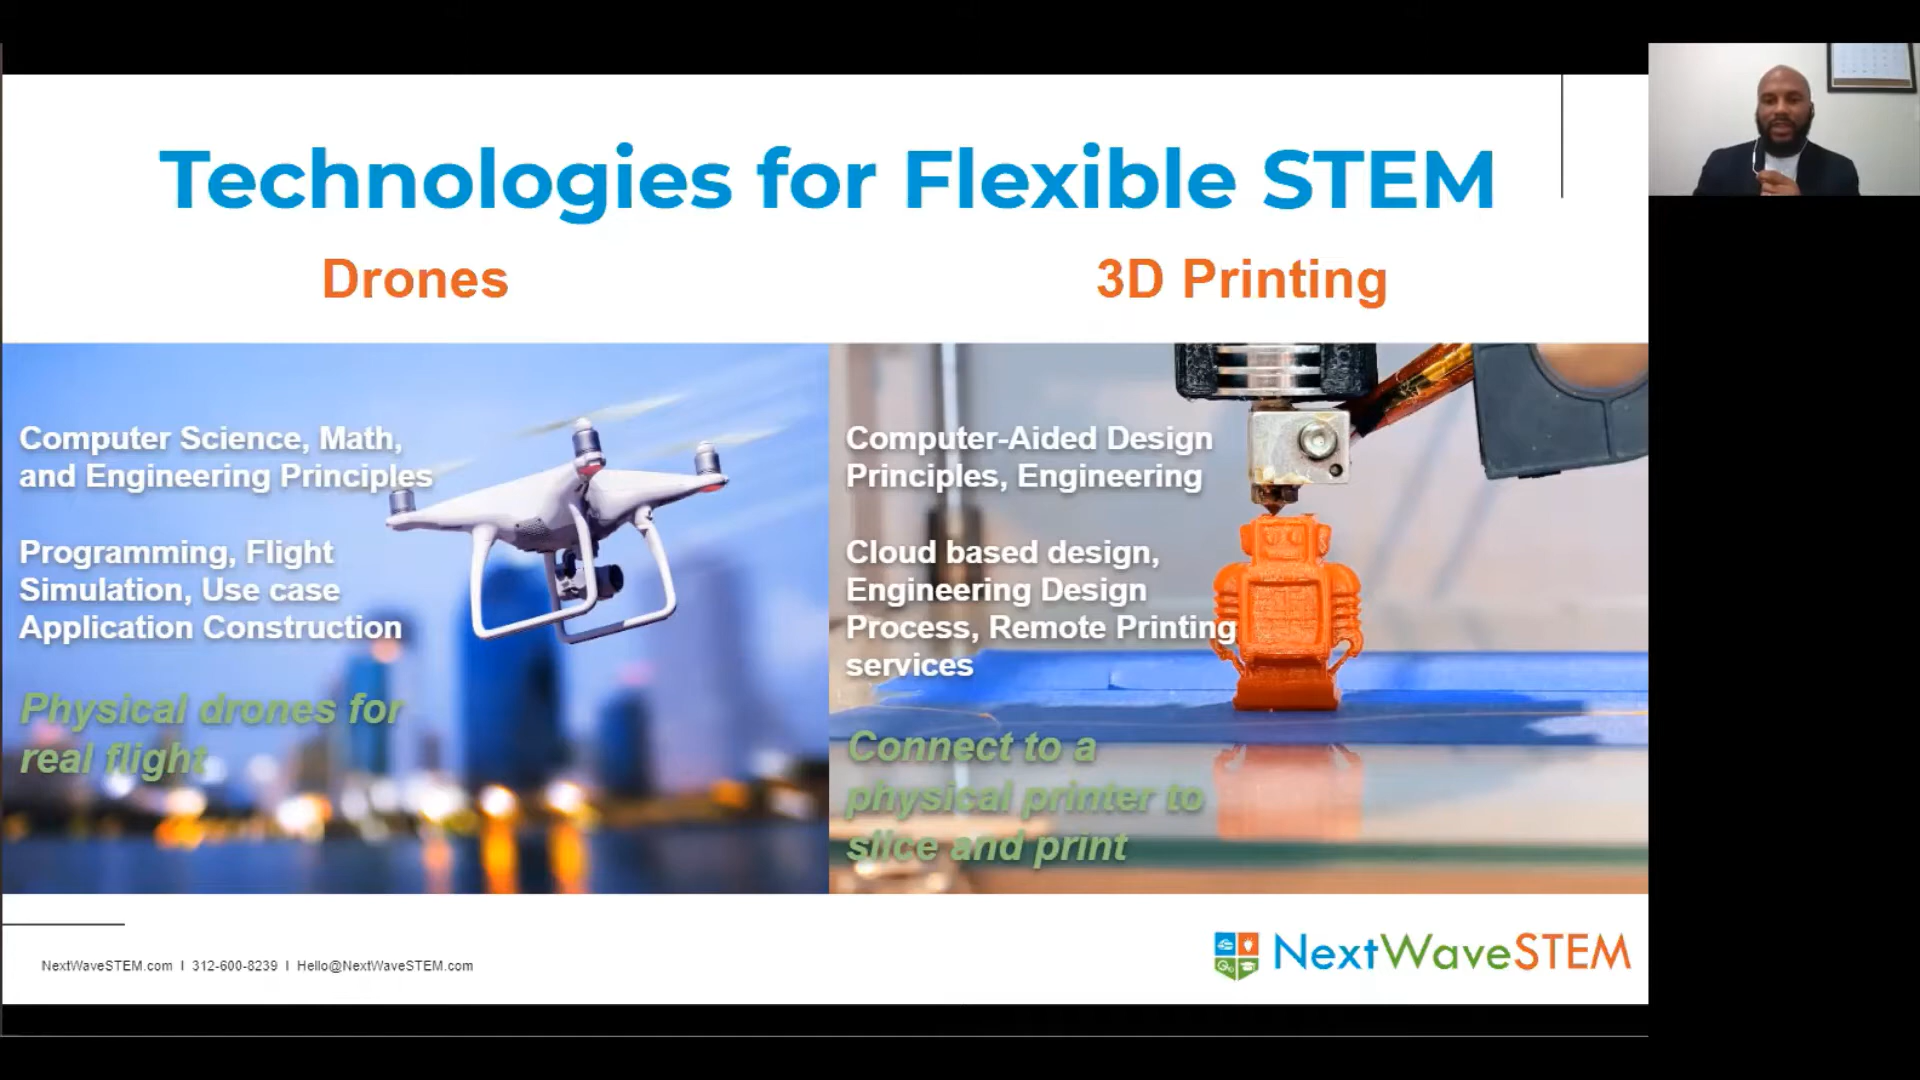 Technologies for Flexible STEM
Drones
3D Printing
Computer Science, Math,
and Engineering Principles
Programming, Flight
Simulation, Use case
Application Construction
Physical drones for
real flight
Computer-Aided Design
Principles, Engineering
Cloud based design,
Engineering Design
Process, Remote Printing
services
Connect to a
physical printer to
slice and print
NextWaveSTEM.com I 312-600-8239 I Hello@NextWaveSTEM.com
NextWaveSTEM